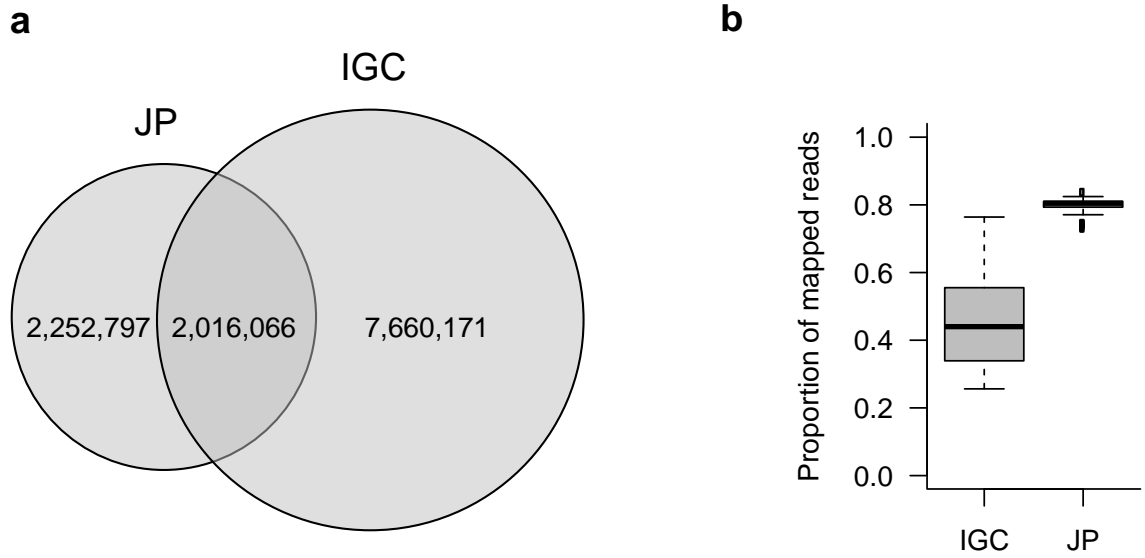 a
IGC
JP
2,252,797
2,016,066
7,660,171
b
Proportion of mapped reads
1.0
0.8
0.6
0.4
0.2
0.0
IGC
JP